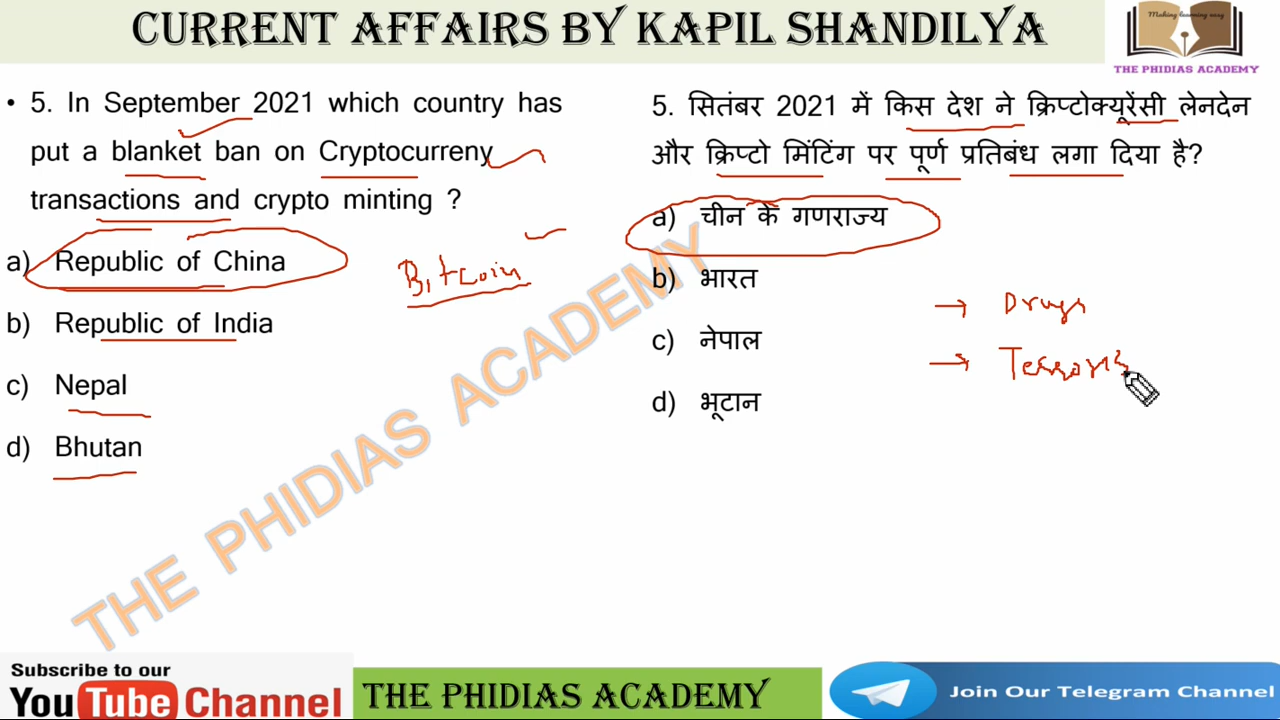 CURRENT AFFAIRS BY KAPIL SHANDILYA
Making learning easy
THE PHIDIAS ACADEMY
• 5. In September 2021 which country has
put a blanket ban on Cryptocurreny
transactions and crypto minting ?
a) Republic of China
b) Republic of India
c) Nepal
d) Bhutan
Bitcoin
5. सितंबर 2021 में किस देश ने क्रिप्टोक्यूरेंसी लेनदेन
और क्रिप्टो मिंटिंग पर पूर्ण प्रतिबंध लगा दिया है?
a) चीन के गणराज्य
b) भारत
c) नेपाल
d) भूटान
→ Drugs
→
THE PHIDIAS ACADEMY
Subscribe to our
YouTube Channel
THE PHIDIAS ACADEMY
Join Our Telegram Channel